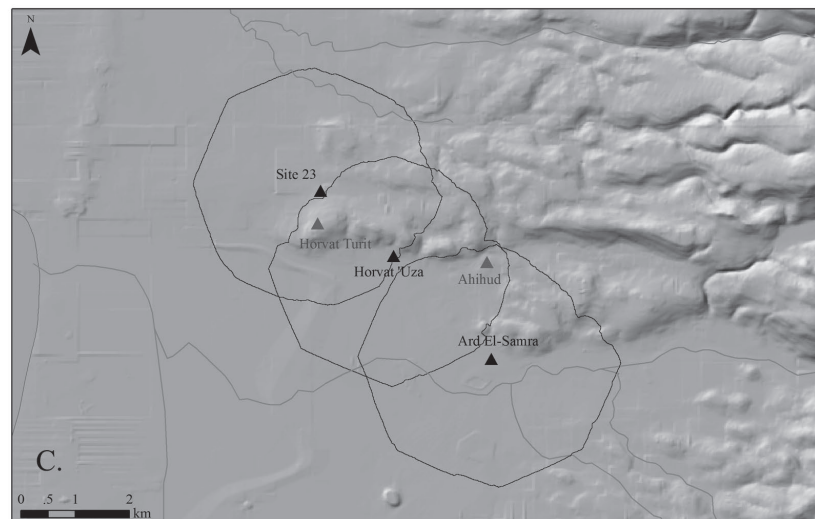 N
Site 23
Horvat Turit
Horvat 'Uza
Ahihud
Ard El-Samra
C.
0 .5 1 2
km